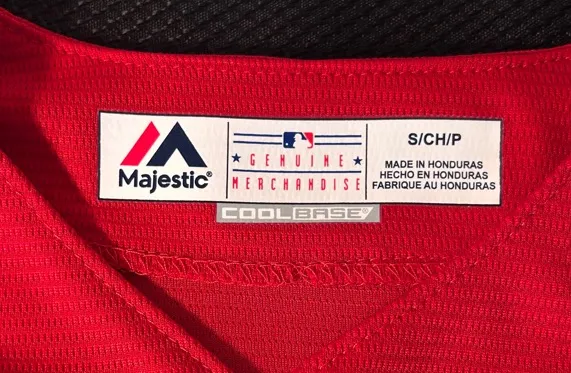 Majestic®
GENUINE
MERCHANDISE
S/CH/P
MADE IN HONDURAS
HECHO EN HONDURAS
FABRIQUE AU HONDURAS
COOLBASE